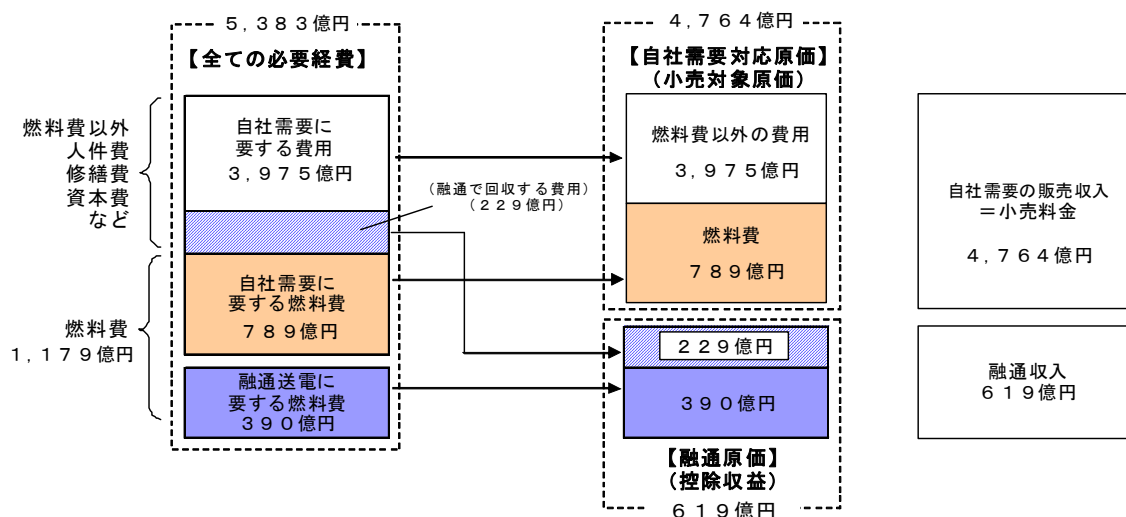 ５，３８３億円
【全ての必要経費】
燃料費以外
人件費
修繕費
資本費
など
自社需要に
要する費用
３，９７５億円
（融通で回収する費用）
（２２９億円）
燃料費
１，１７９億円
自社需要に
要する燃料費
７８９億円
融通送電に
要する燃料費
３９０億円
４，７６４億円
【自社需要対応原価】
（小売対象原価）
燃料費以外の費用
３，９７５億円
燃料費
７８９億円
２２９億円
３９０億円
【融通原価】
（控除収益）
６１９億円
自社需要の販売収入
＝小売料金
４，７６４億円
融通収入
６１９億円